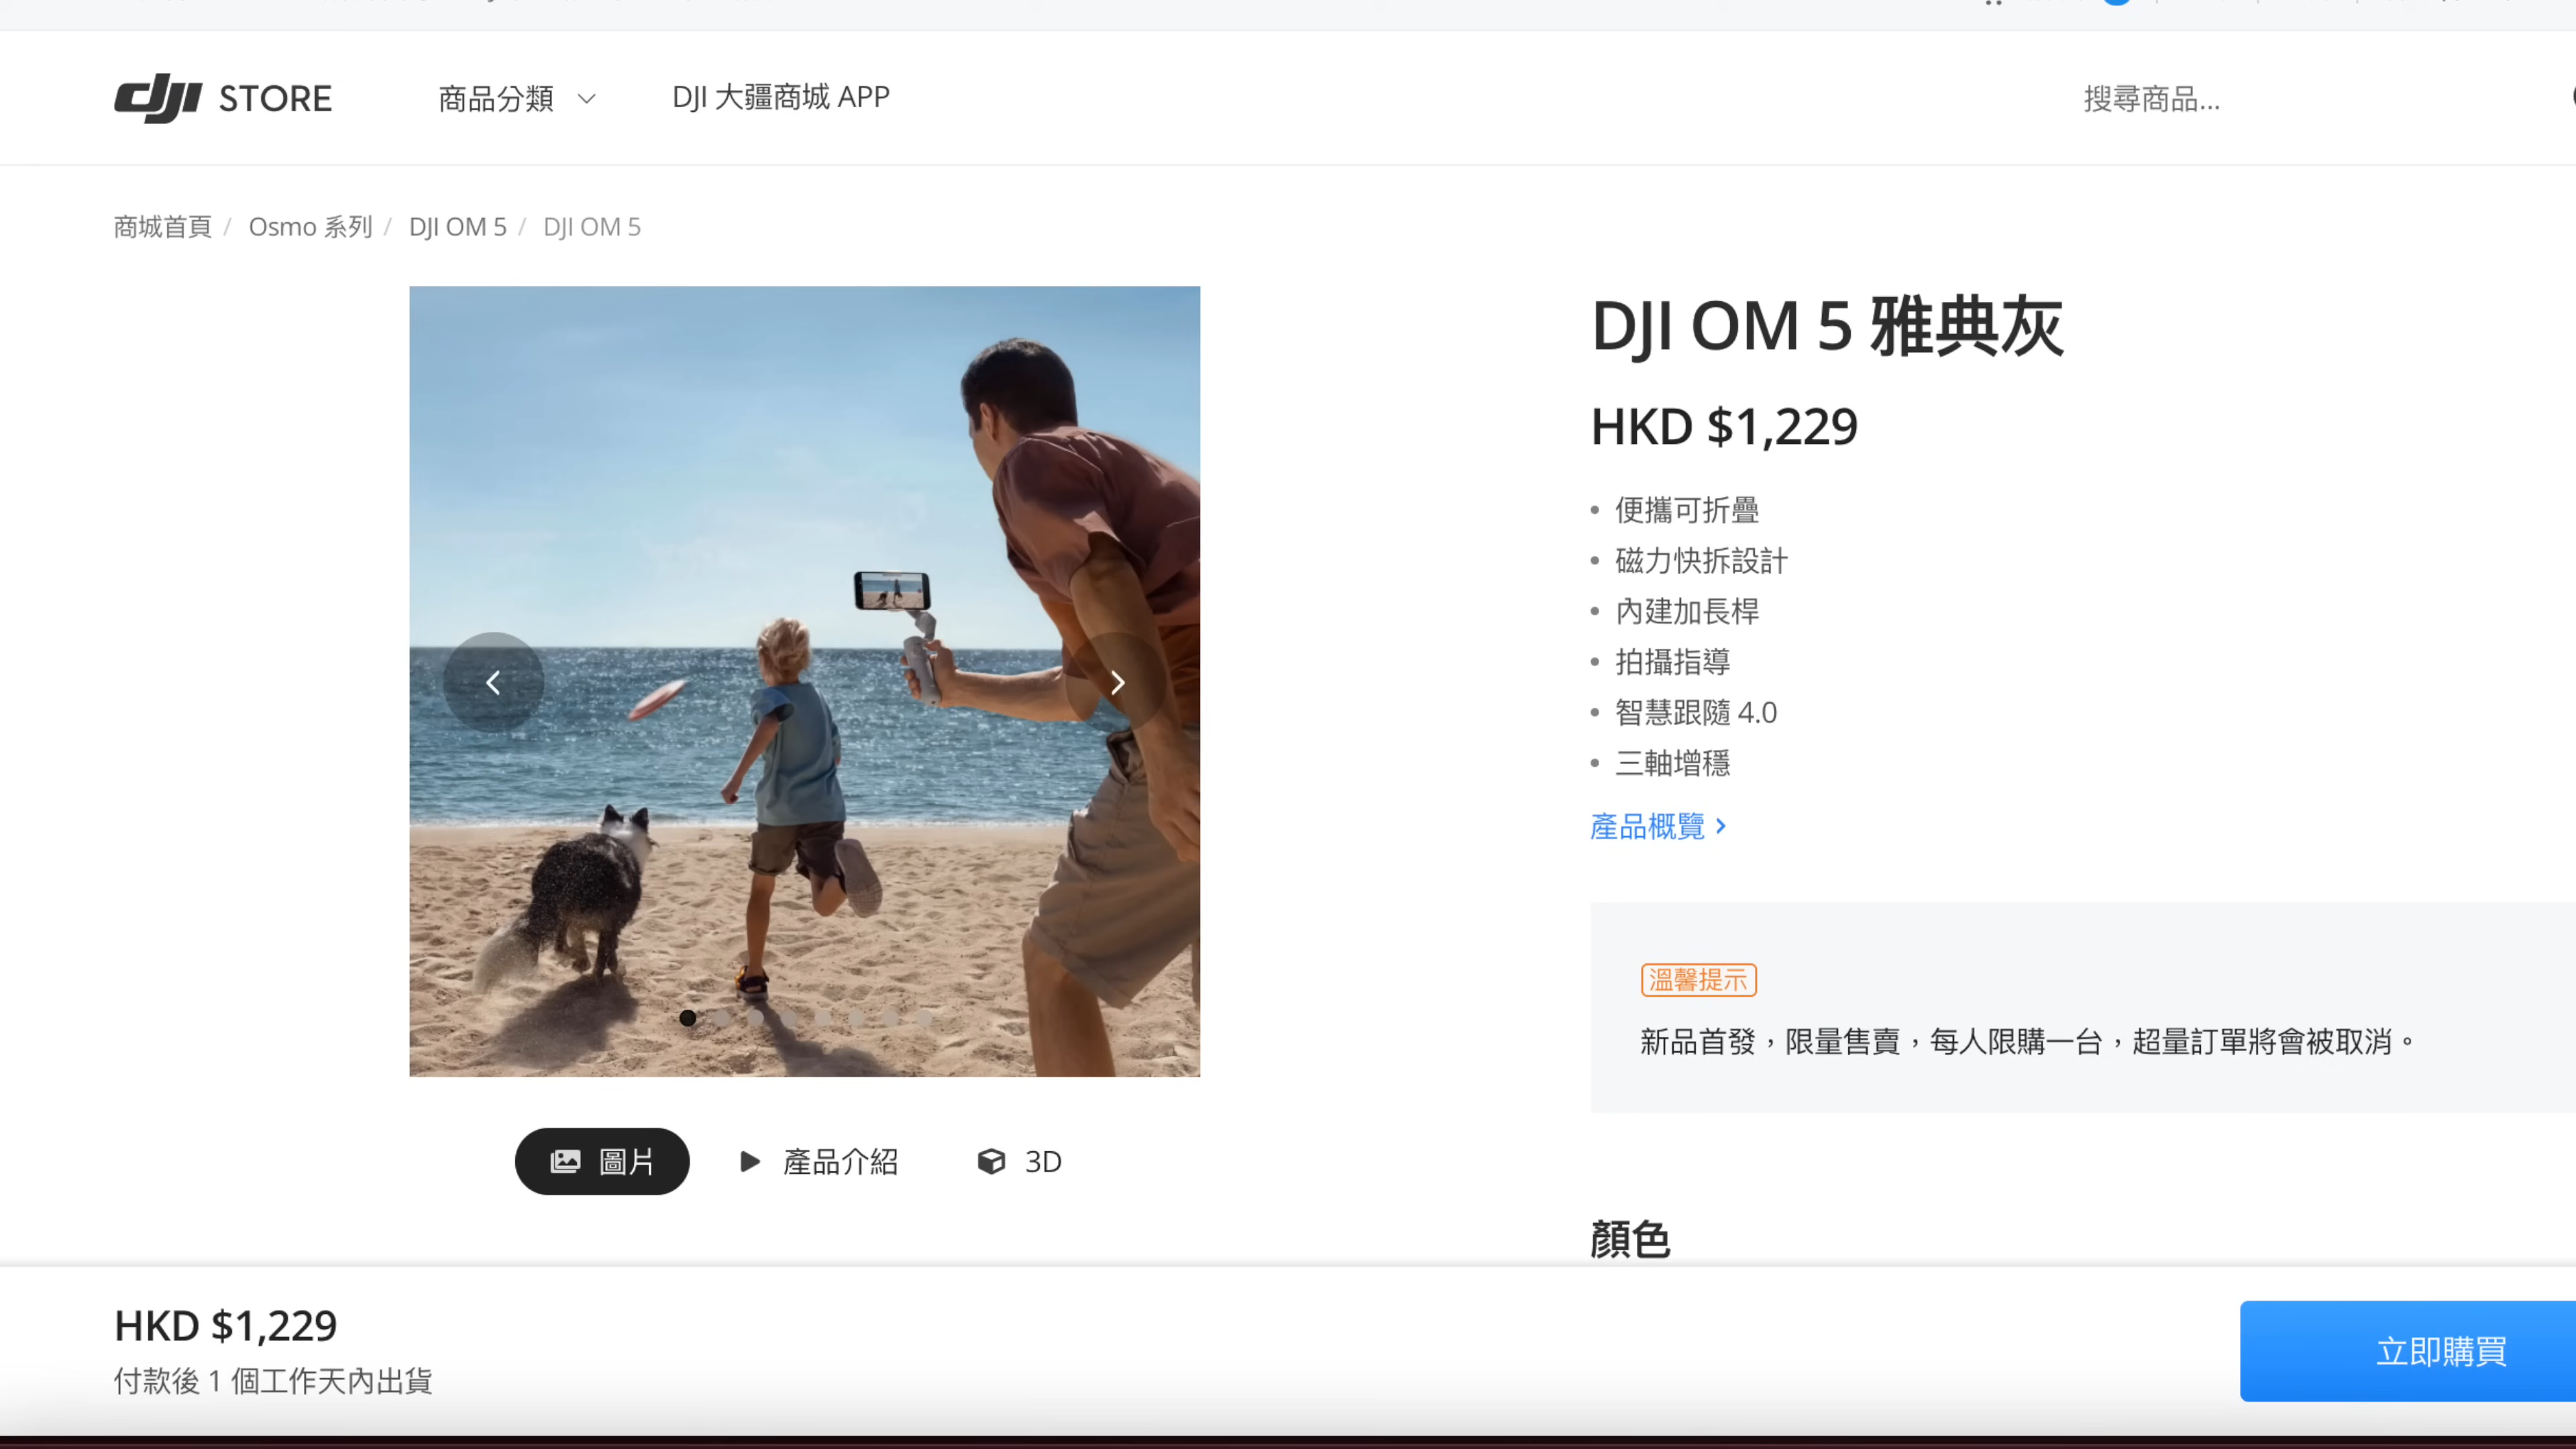 dji STORE
商品分類
DJI 大疆商城 APP
搜尋商品...
商城首頁 / Osmo 系列 / DJI OM 5 / DJI OM 5
DJI OM 5 雅典灰
HKD $1,229
• 便攜可折疊
• 磁力快拆設計
• 內建加長桿
• 拍攝指導
• 智慧跟隨 4.0
• 三軸增穩
產品概覽 >
溫馨提示
新品首發，限量售賣，每人限購一台，超量訂單將會被取消。
圖片
產品介紹
3D
顏色
HKD $1,229
付款後 1 個工作天內出貨
立即購買